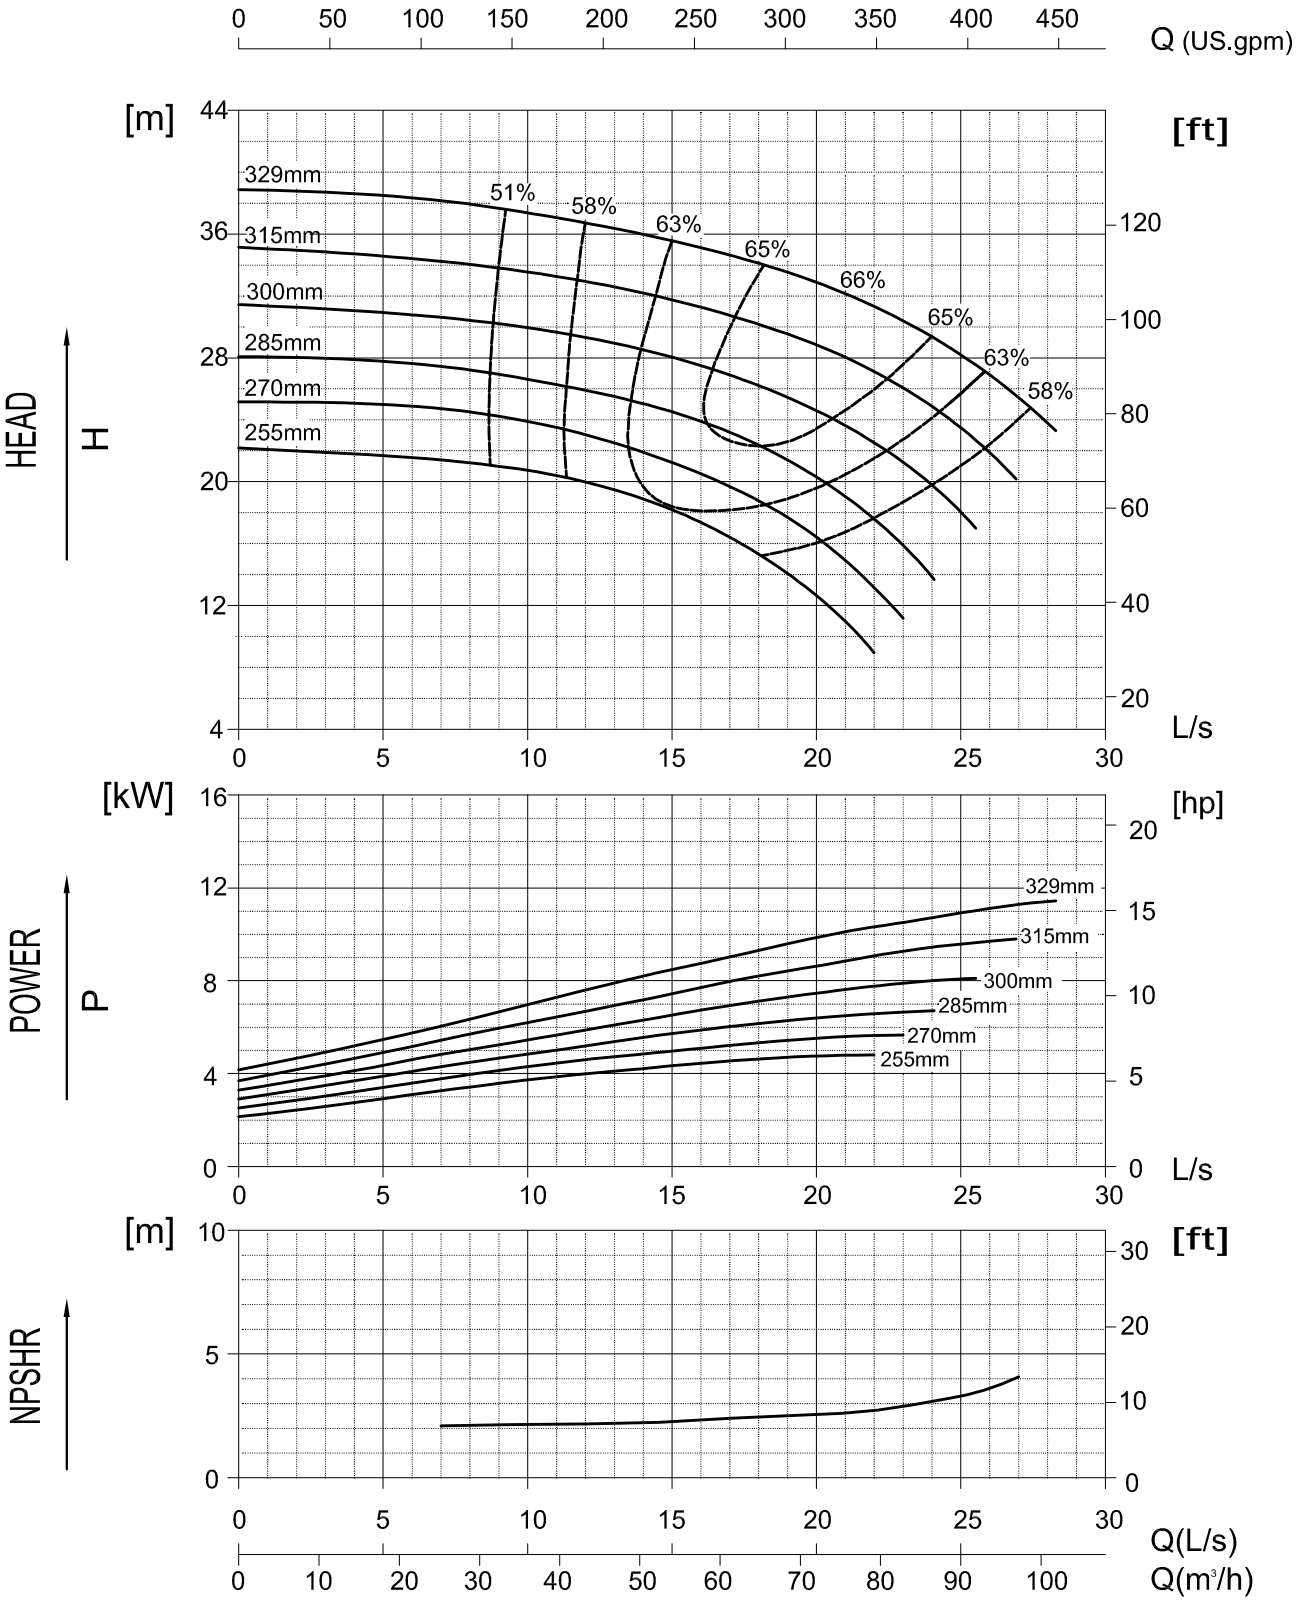 0 50 100 150 200 250 300 350 400 450
Q (US.gpm)
[m]
[ft]
44
36
28
20
12
4
329mm
315mm
300mm
285mm
270mm
255mm
51%
58%
63%
65%
66%
65%
63%
58%
120
100
80
60
40
20
HEAD
H
L/s
0 5 10 15 20 25 30
[kW]
[hp]
16
12
8
4
0
329mm
315mm
300mm
285mm
270mm
255mm
20
15
10
5
0
POWER
P
L/s
0 5 10 15 20 25 30
[m]
[ft]
10
5
0
30
20
10
0
NPSHR
0 5 10 15 20 25 30
Q(L/s)
0 10 20 30 40 50 60 70 80 90 100
Q(m³/h)